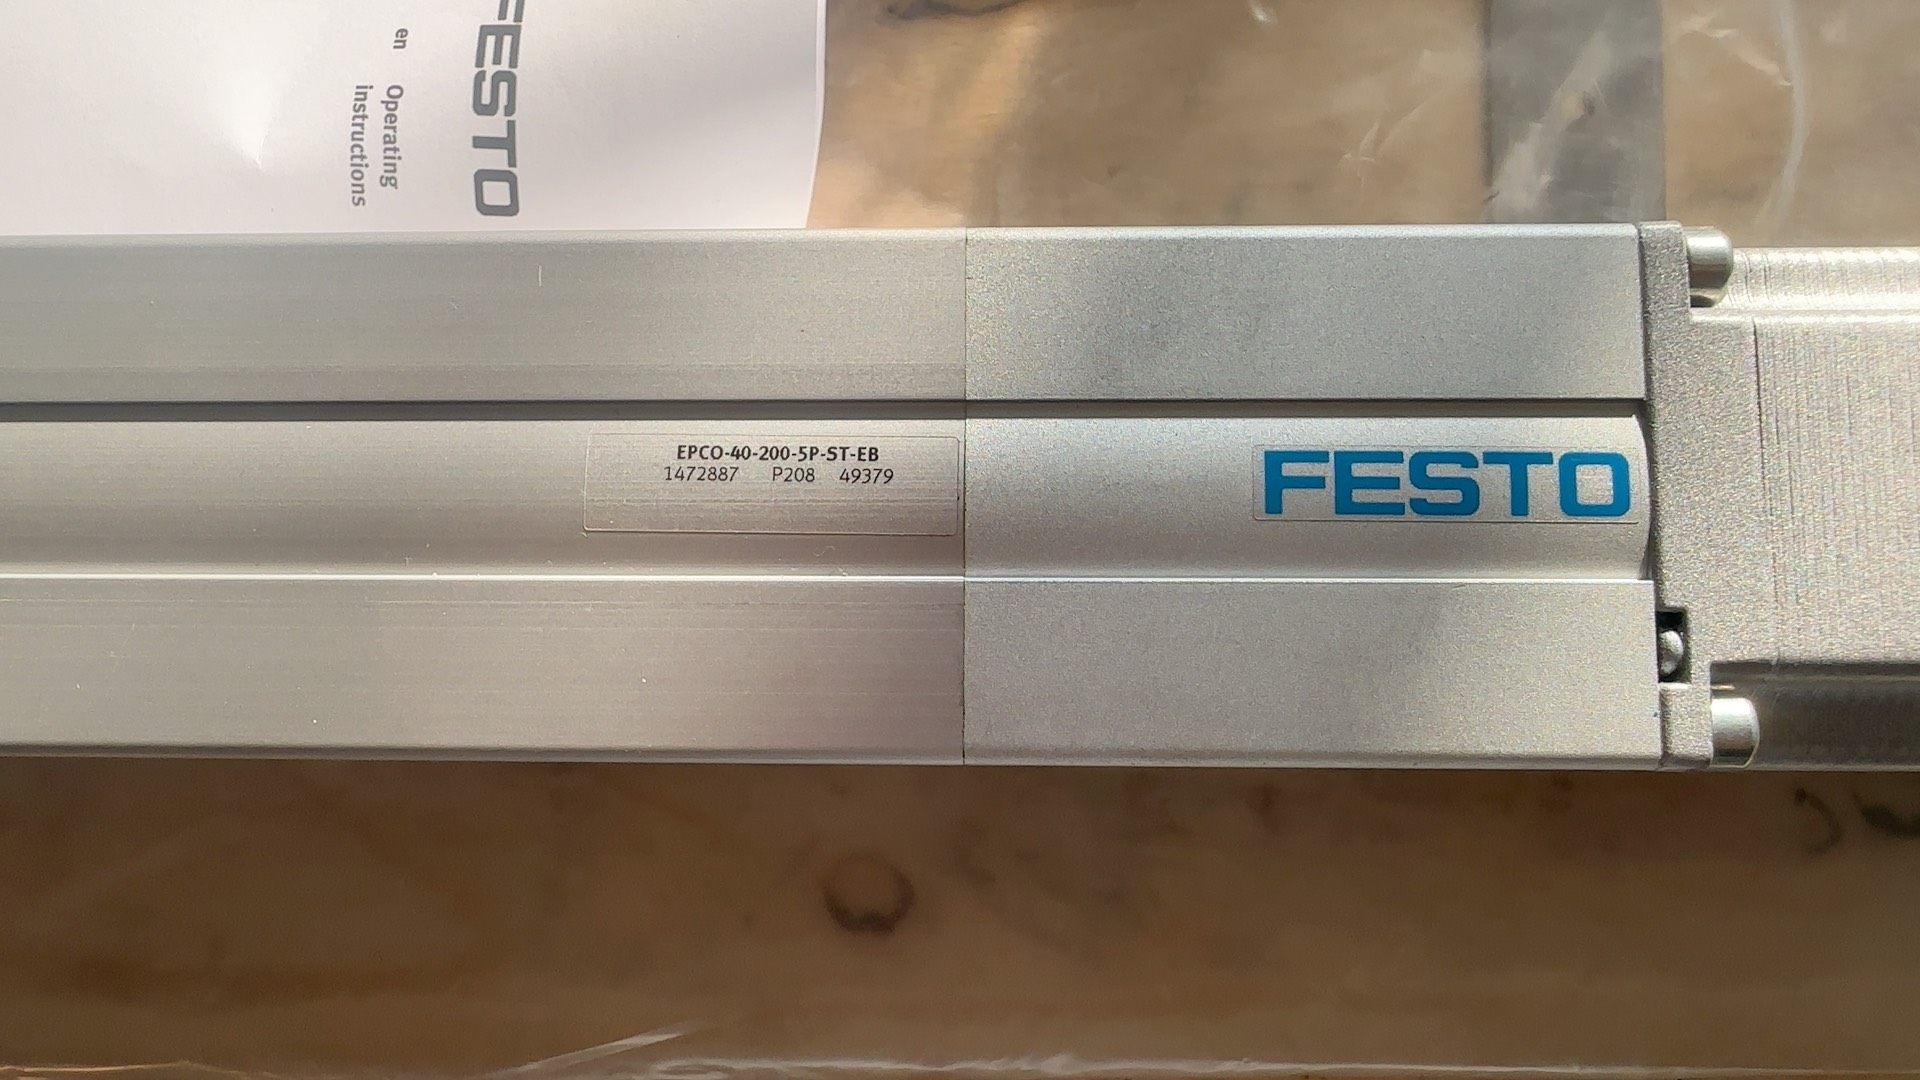 FESTO
en Operating
instructions
EPCO-40-200-5P-ST-EB
1472887 P208 49379
FESTO